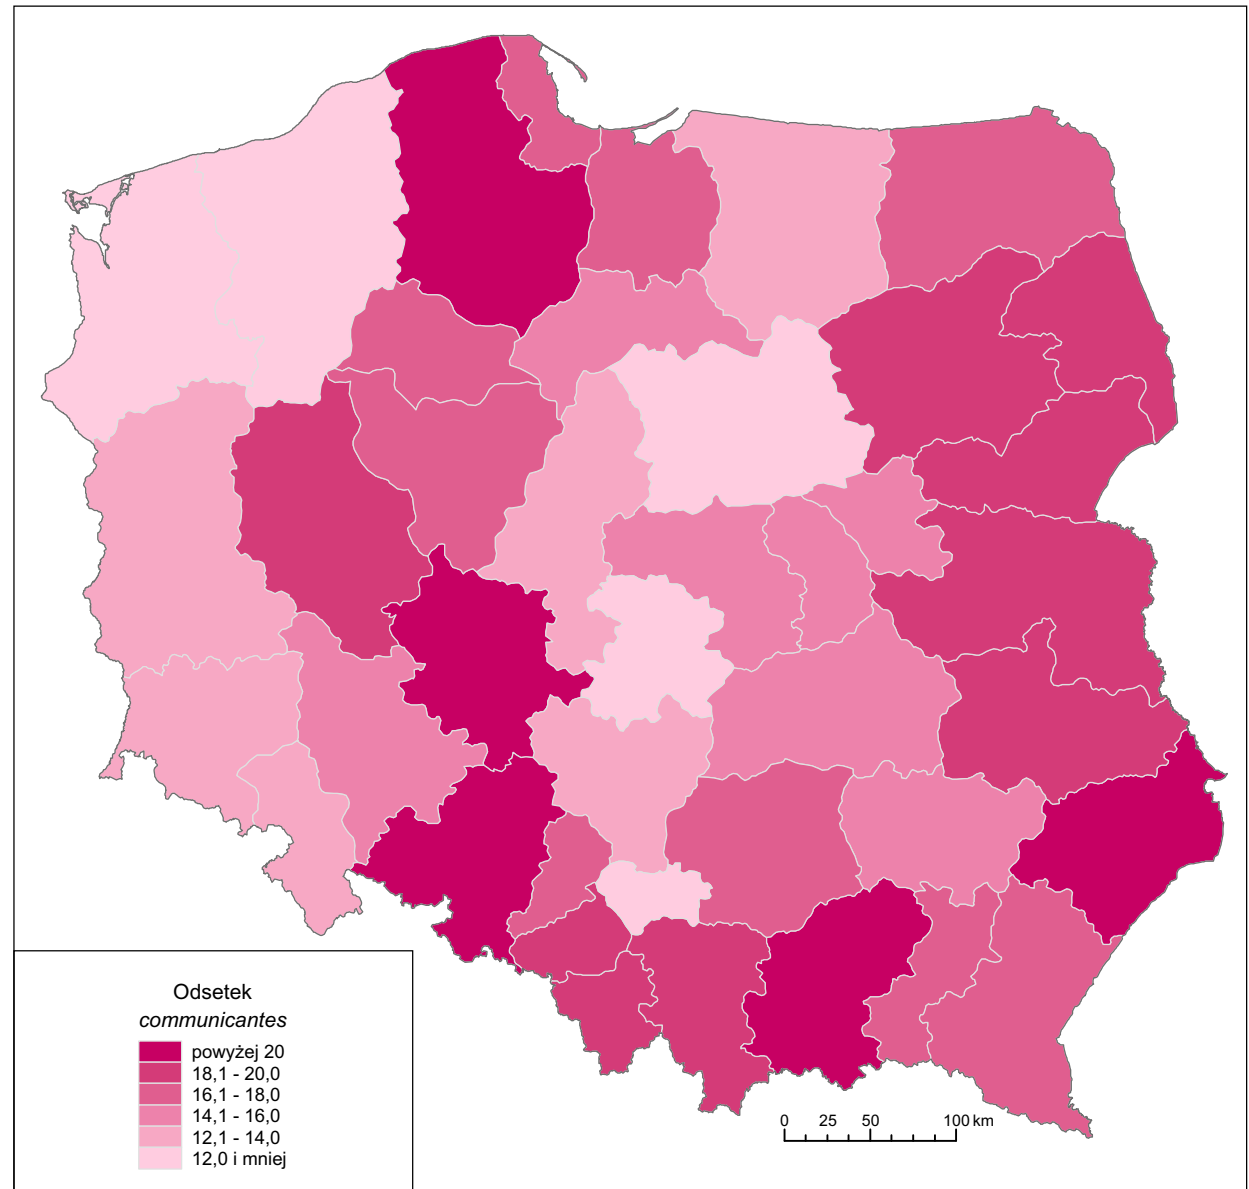 Odsetek
communicantes
powyżej 20
18,1 - 20,0
16,1 - 18,0
14,1 - 16,0
12,1 - 14,0
12,0 i mniej
0 25 50 100 km